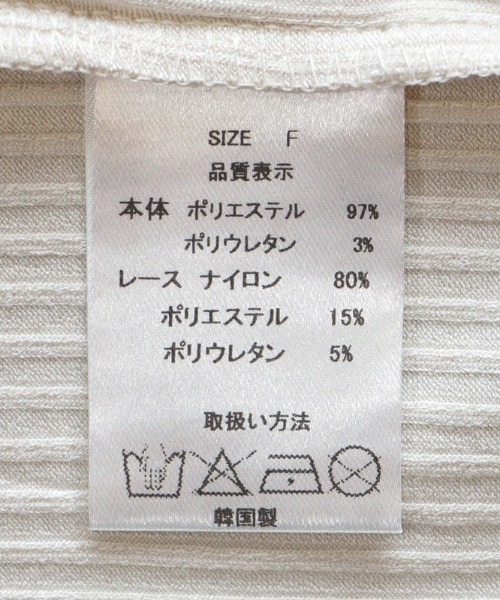 SIZE F
品質表示
本体 ポリエステル 97%
ポリウレタン 3%
レース ナイロン 80%
ポリエステル 15%
ポリウレタン 5%
取扱い方法
韓国製